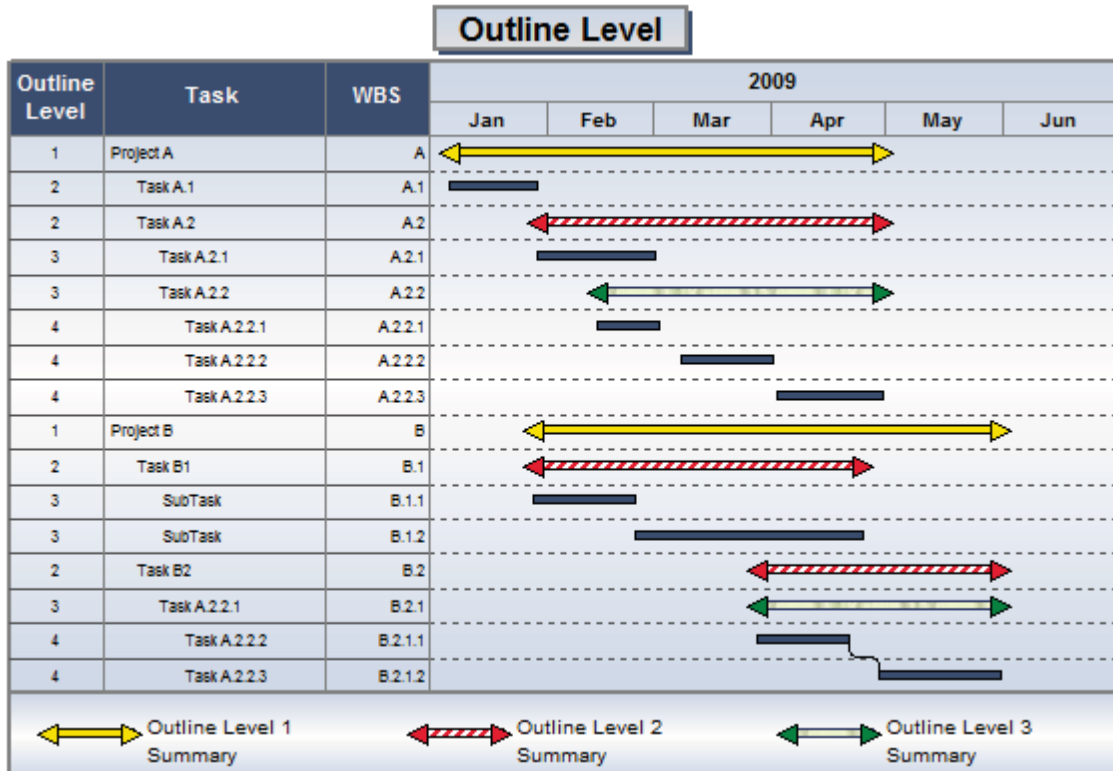 Outline Level
Outline Level Task WBS 2009
Jan Feb Mar Apr May Jun
1 Project A A
2 Task A.1 A.1
2 Task A.2 A.2
3 Task A.2.1 A.2.1
3 Task A.2.2 A.2.2
4 Task A.2.2.1 A.2.2.1
4 Task A.2.2.2 A.2.2.2
4 Task A.2.2.3 A.2.2.3
1 Project B B
2 Task B1 B.1
3 SubTask B.1.1
3 SubTask B.1.2
2 Task B2 B.2
3 Task A.2.2.1 B.2.1
4 Task A.2.2.2 B.2.1.1
4 Task A.2.2.3 B.2.1.2
Outline Level 1 Summary
Outline Level 2 Summary
Outline Level 3 Summary